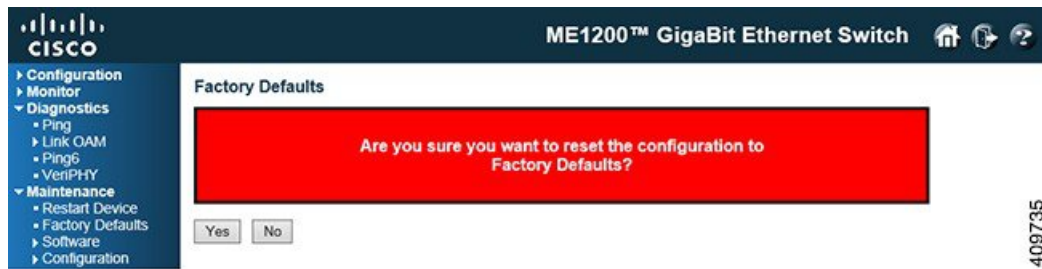 CISCO
ME1200™ GigaBit Ethernet Switch
?
Configuration
Monitor
Diagnostics
Ping
Link OAM
Ping6
VeriPHY
Maintenance
Restart Device
Factory Defaults
Software
Configuration
Factory Defaults
Are you sure you want to reset the configuration to
Factory Defaults?
Yes No
409735